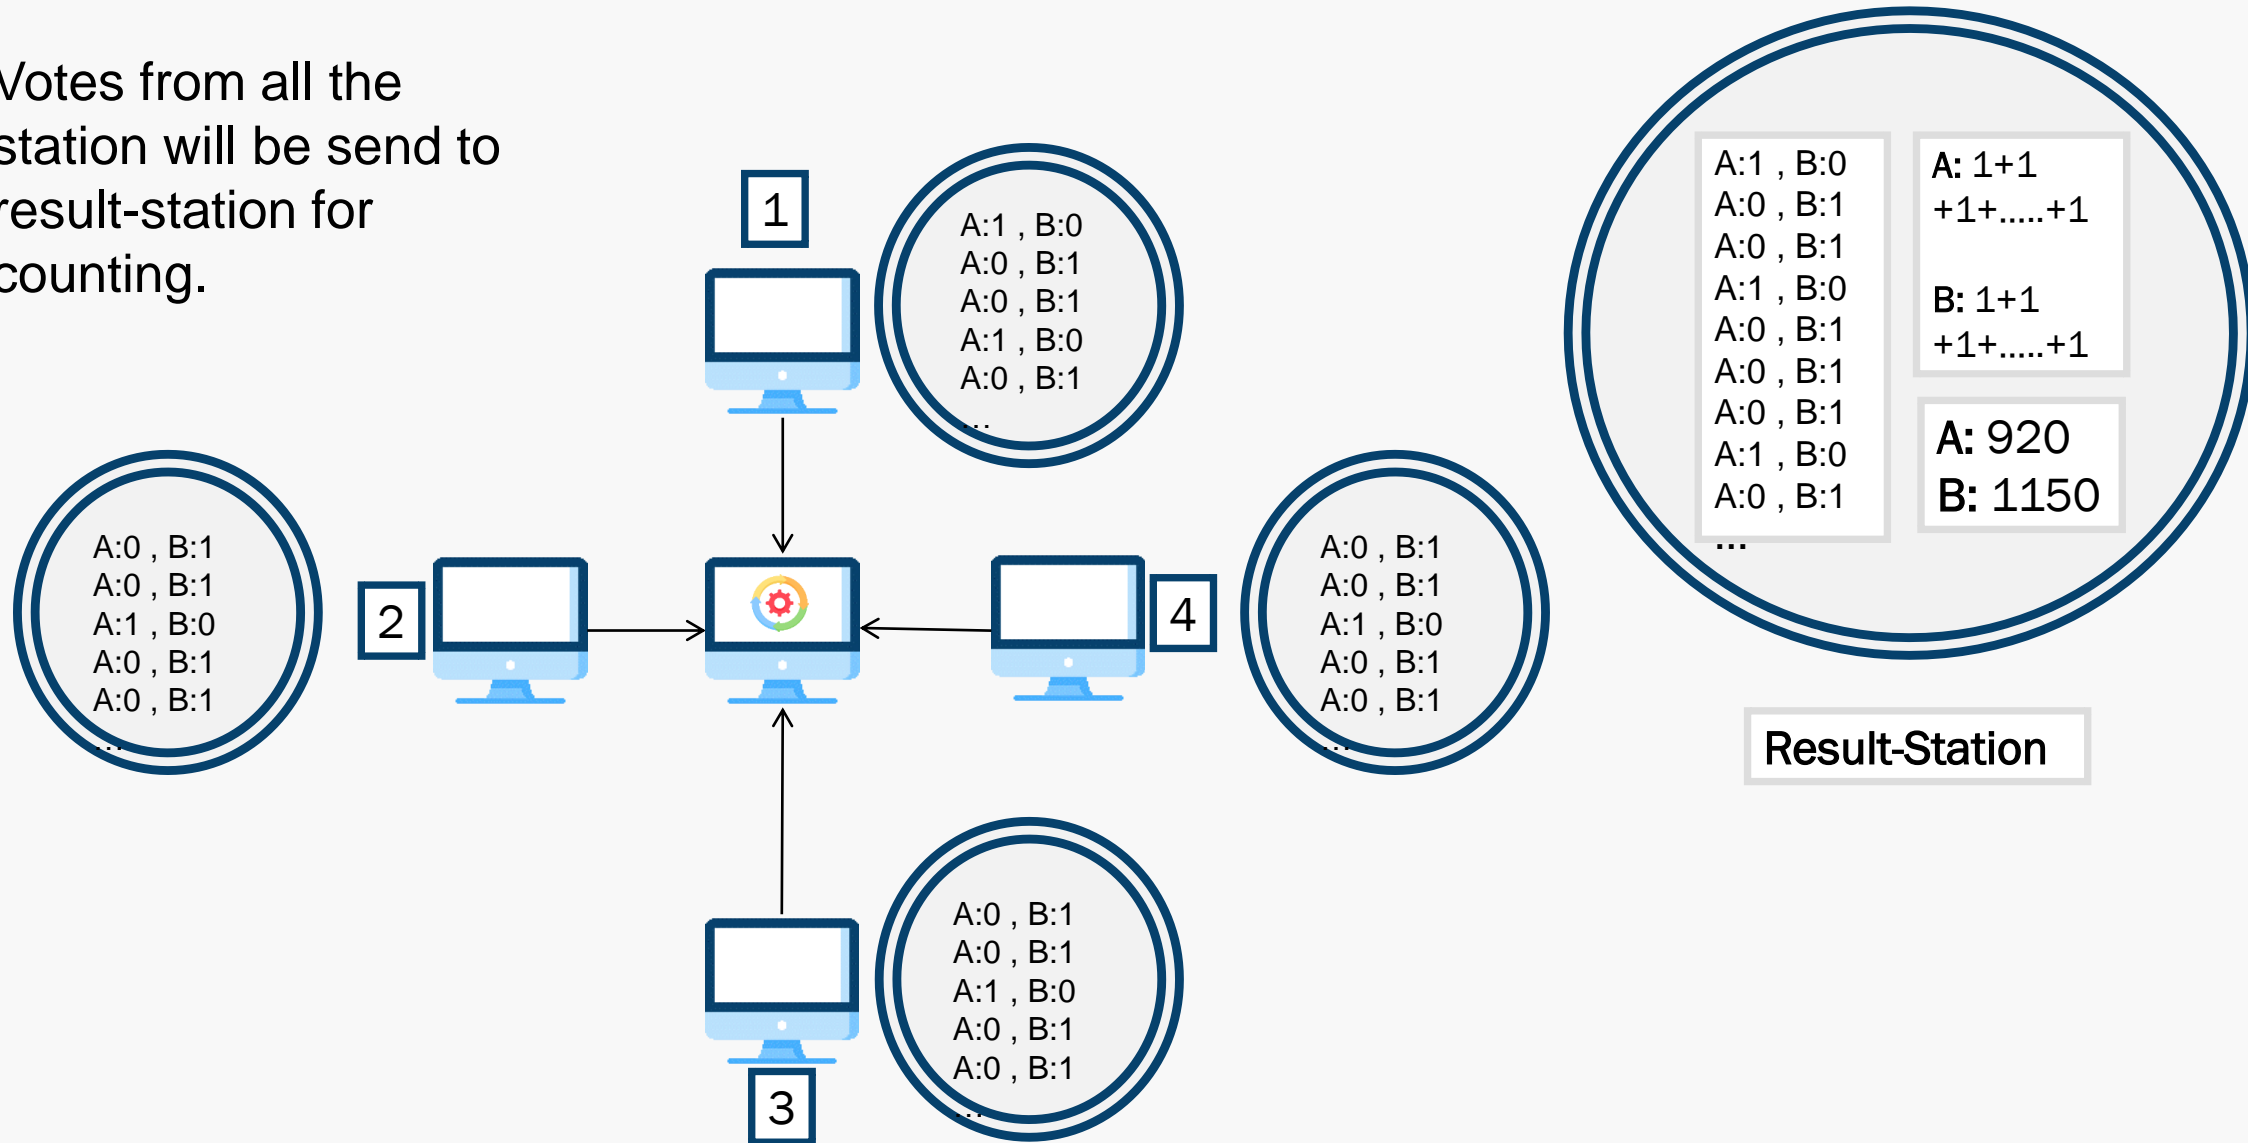 Votes from all the
station will be send to
result-station for
counting.
1
A:1 , B:0
A:0 , B:1
A:0 , B:1
A:1 , B:0
A:0 , B:1
...
2
A:0 , B:1
A:0 , B:1
A:1 , B:0
A:0 , B:1
A:0 , B:1
...
4
A:0 , B:1
A:0 , B:1
A:1 , B:0
A:0 , B:1
A:0 , B:1
...
3
A:0 , B:1
A:0 , B:1
A:1 , B:0
A:0 , B:1
A:0 , B:1
...
A:1 , B:0
A:0 , B:1
A:0 , B:1
A:1 , B:0
A:0 , B:1
A:0 , B:1
A:0 , B:1
A:1 , B:0
A:0 , B:1
...
A: 1+1
+1+.....+1
B: 1+1
+1+.....+1
A: 920
B: 1150
Result-Station